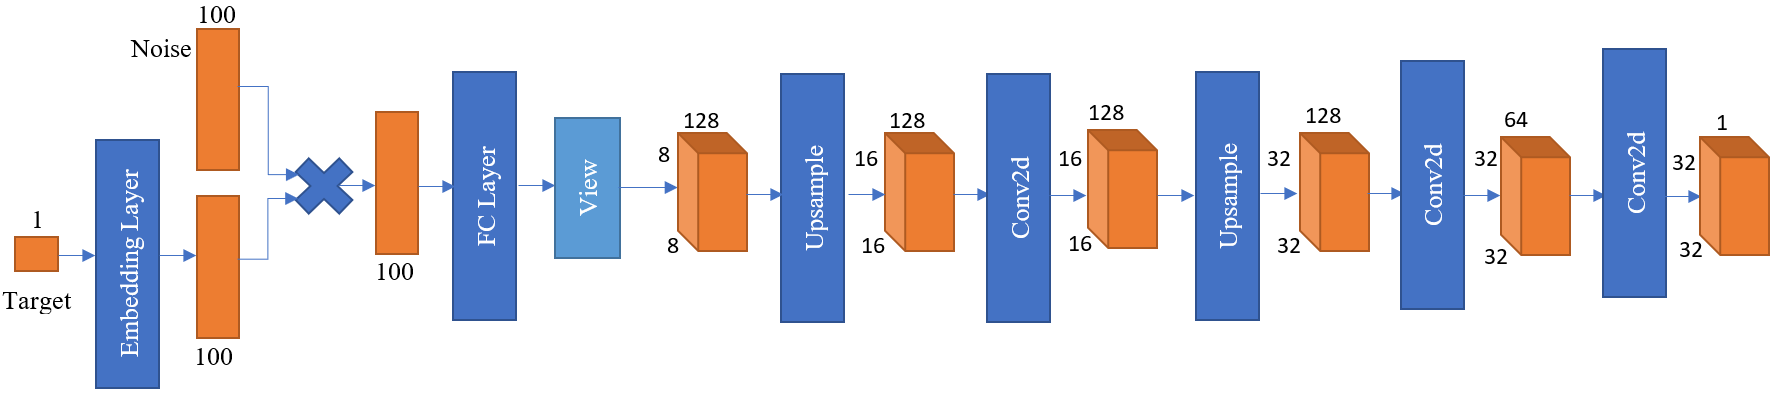 1
Target
Embedding Layer
100
Noise
100
100
FC Layer
View
128
8
8
Upsample
128
16
16
Conv2d
128
16
16
Upsample
128
32
32
Conv2d
64
32
32
Conv2d
1
32
32